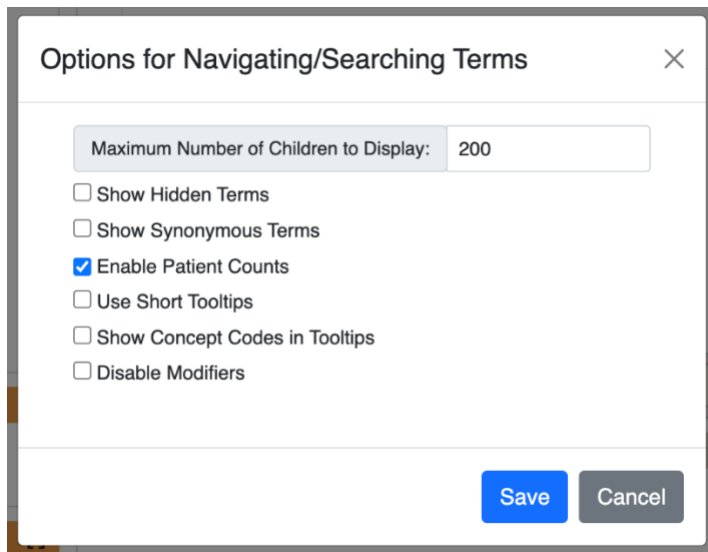 Options for Navigating/Searching Terms
Maximum Number of Children to Display: 200
Show Hidden Terms
Show Synonymous Terms
Enable Patient Counts
Use Short Tooltips
Show Concept Codes in Tooltips
Disable Modifiers
Save Cancel